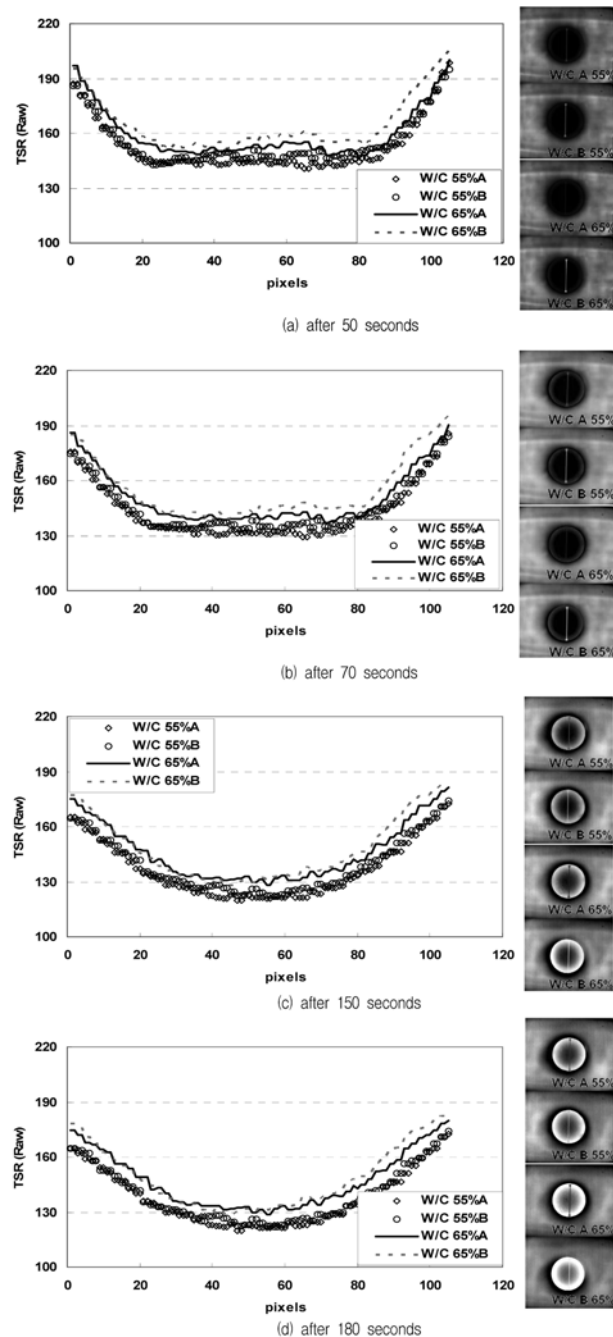 220
190
160
130
100
TSR (Raw)
0 20 40 60 80 100 120
pixels
W/C 55%A
W/C 55%B
W/C 65%A
W/C 65%B
W/C A 55%
W/C B 55%
W/C A 65%
W/C B 65%
(a) after 50 seconds
220
190
160
130
100
TSR (Raw)
0 20 40 60 80 100 120
pixels
W/C 55%A
W/C 55%B
W/C 65%A
W/C 65%B
W/C A 55%
W/C B 55%
W/C A 65%
W/C B 65%
(b) after 70 seconds
220
190
160
130
100
TSR (Raw)
W/C 55%A
W/C 55%B
W/C 65%A
W/C 65%B
0 20 40 60 80 100 120
pixels
W/C A 55%
W/C B 55%
W/C A 65%
W/C B 65%
(c) after 150 seconds
220
190
160
130
100
TSR (Raw)
0 20 40 60 80 100 120
pixels
W/C 55%A
W/C 55%B
W/C 65%A
W/C 65%B
W/C A 55%
W/C B 55%
W/C A 65%
W/C B 65%
(d) after 180 seconds